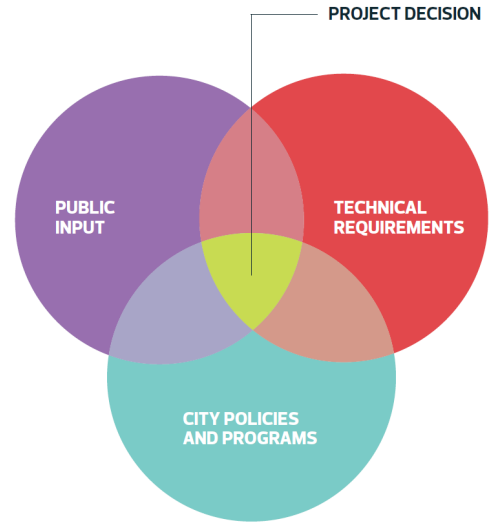 PROJECT DECISION
PUBLIC
INPUT
TECHNICAL
REQUIREMENTS
CITY POLICIES
AND PROGRAMS